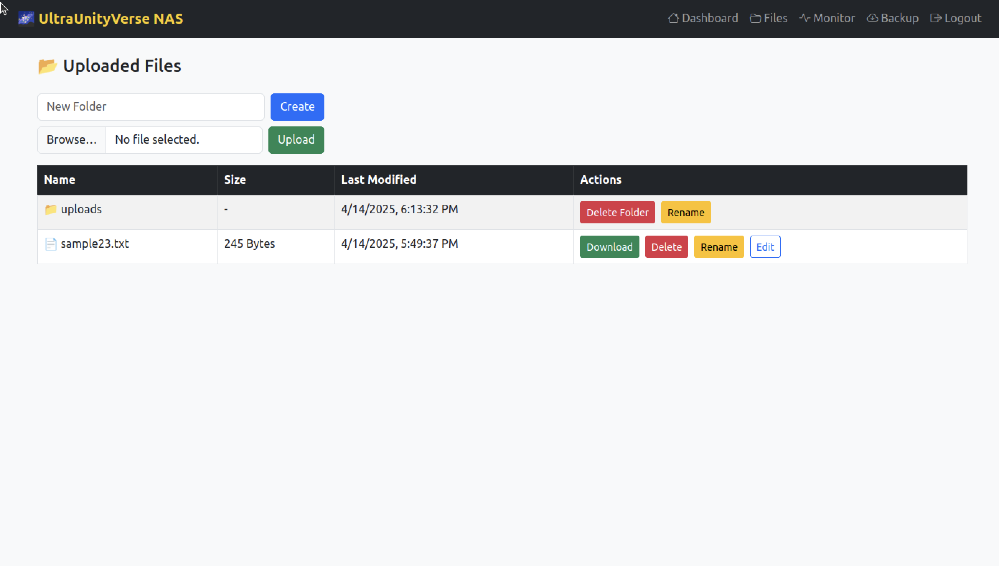 UltraUnityVerse NAS Dashboard Files Monitor Backup Logout
Uploaded Files
New Folder Create
Browse... No file selected. Upload
Name Size Last Modified Actions
uploads - 4/14/2025, 6:13:32 PM Delete Folder Rename
sample23.txt 245 Bytes 4/14/2025, 5:49:37 PM Download Delete Rename Edit